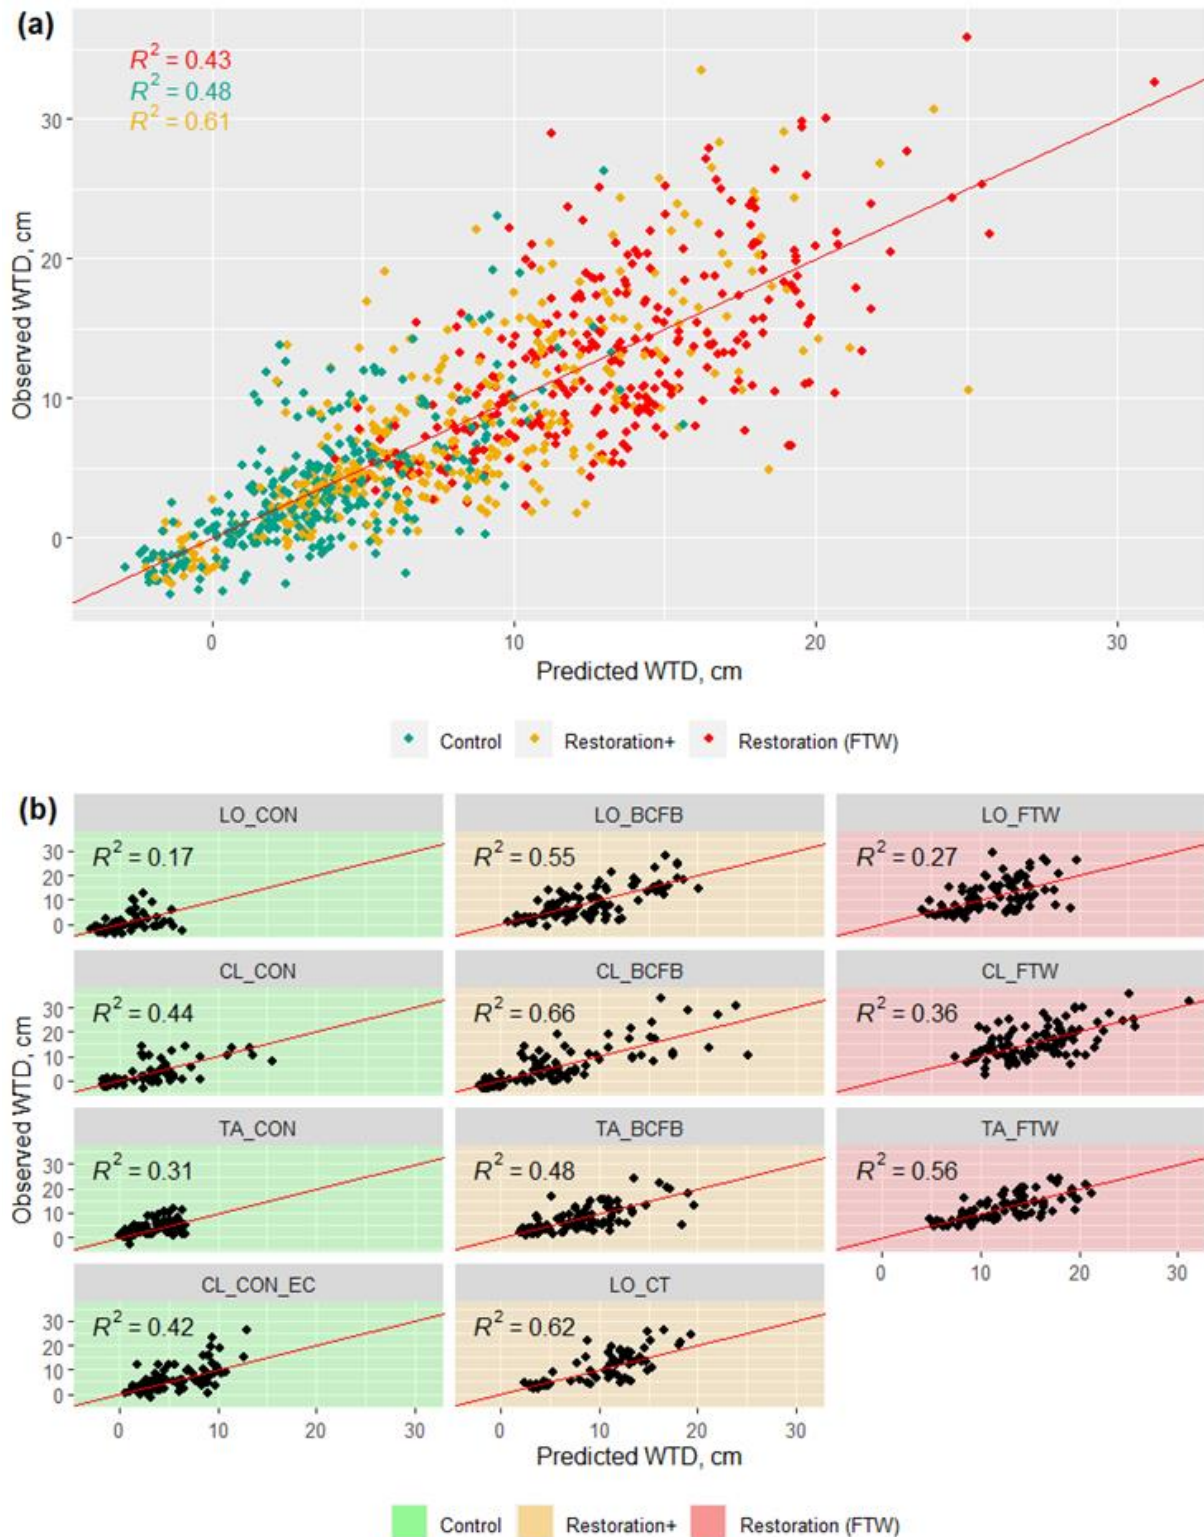 (a)
R² = 0.43
R² = 0.48
R² = 0.61
Observed WTD, cm
30
20
10
0
0 10 20 30
Predicted WTD, cm
Control Restoration+ Restoration (FTW)
(b)
LO_CON LO_BCFB LO_FTW
R² = 0.17 R² = 0.55 R² = 0.27
30
20
10
0
CL_CON CL_BCFB CL_FTW
R² = 0.44 R² = 0.66 R² = 0.36
30
20
10
0
Observed WTD, cm
TA_CON TA_BCFB TA_FTW
R² = 0.31 R² = 0.48 R² = 0.56
30
20
10
0
0 10 20 30
CL_CON_EC LO_CT
R² = 0.42 R² = 0.62
30
20
10
0
0 10 20 30 0 10 20 30
Predicted WTD, cm
Control Restoration+ Restoration (FTW)